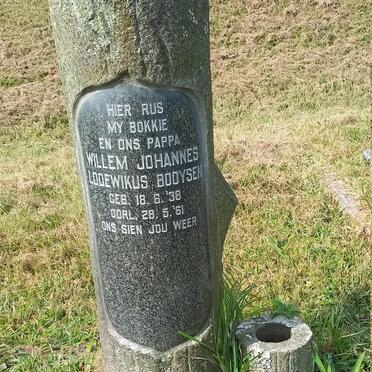 HIER RUS
MY BOKKIE
EN ONS PAPPA
WILLEM JOHANNES
LODEWIKUS BOOYSEN
GEB. 18. 6. '38
OORL. 28. 5. '61
ONS SIEN JOU WEER